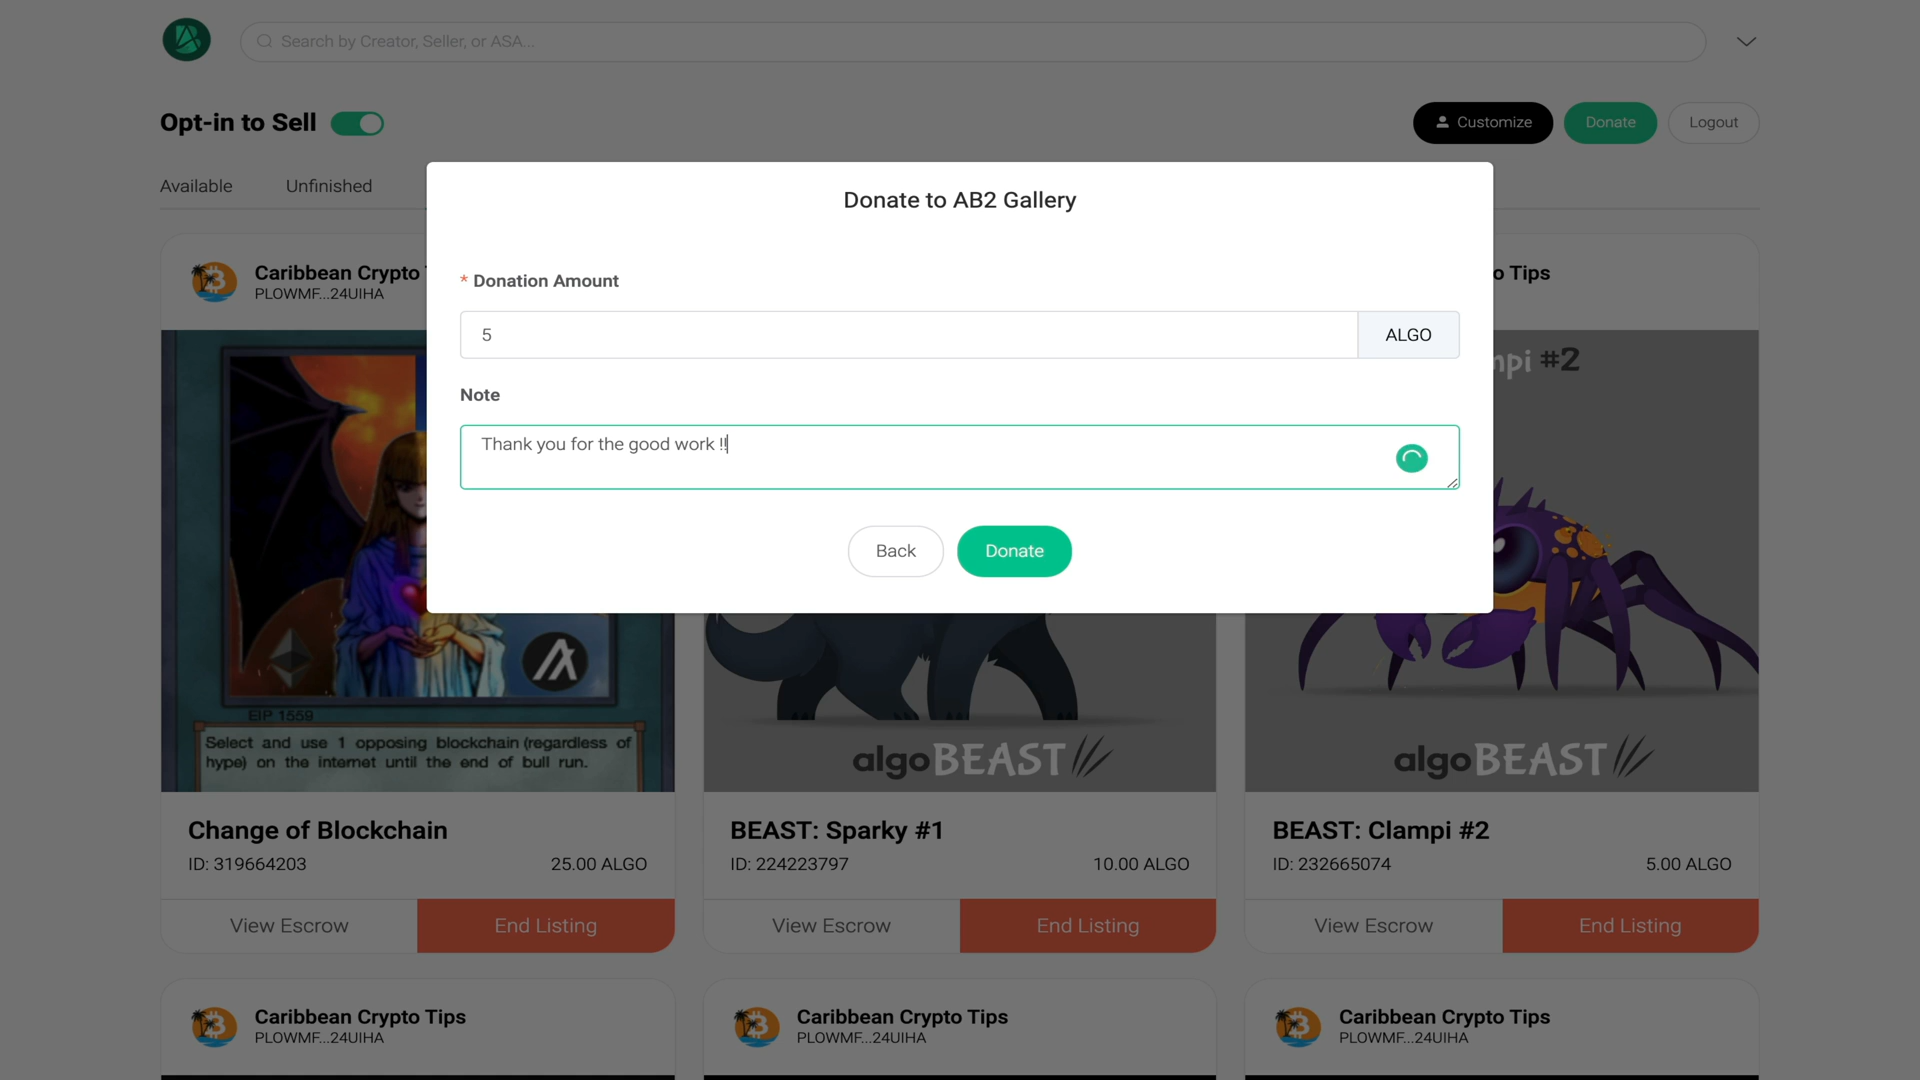 Search by Creator, Seller, or ASA...
Opt-in to Sell
Customize
Donate
Logout
Available
Unfinished
Donate to AB2 Gallery
* Donation Amount
5
ALGO
Note
Thank you for the good work !!
Back
Donate
Caribbean Crypto
PLOWMF...24UIHA
o Tips
EIP 1559
Select and use 1 opposing blockchain (regardless of
hype) on the internet until the end of bull run.
mpi #2
algoBEAST
algoBEAST
Change of Blockchain
ID: 319664203
25.00 ALGO
View Escrow
End Listing
BEAST: Sparky #1
ID: 224223797
10.00 ALGO
View Escrow
End Listing
BEAST: Clampi #2
ID: 232665074
5.00 ALGO
View Escrow
End Listing
Caribbean Crypto Tips
PLOWMF...24UIHA
Caribbean Crypto Tips
PLOWMF...24UIHA
Caribbean Crypto Tips
PLOWMF...24UIHA